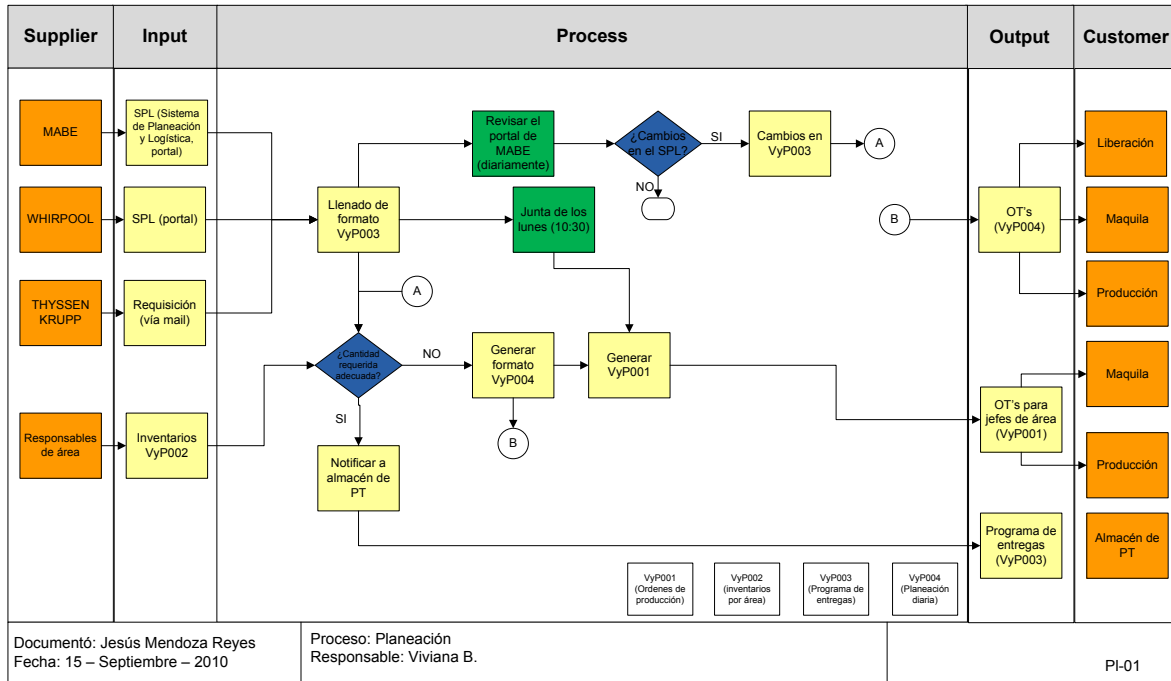 Supplier
Input
Process
Output
Customer
MABE
SPL (Sistema
de Planeación
y Logística,
portal)
Revisar el
portal de
MABE
(diariamente)
¿Cambios
en el SPL?
SI
NO
Cambios en
VyP003
A
Liberación
WHIRPOOL
SPL (portal)
Llenado de
formato
VyP003
Junta de los
lunes (10:30)
B
OT's
(VyP004)
Maquila
THYSSEN
KRUPP
Requisición
(vía mail)
A
Producción
¿Cantidad
requerida
adecuada?
NO
SI
Generar
formato
VyP004
Generar
VyP001
Maquila
Responsables
de área
Inventarios
VyP002
B
OT's para
jefes de área
(VyP001)
Producción
Notificar a
almacén de
PT
Programa de
entregas
(VyP003)
Almacén de
PT
VyP001
(Ordenes de
producción)
VyP002
(inventarios
por área)
VyP003
(Programa de
entregas)
VyP004
(Planeación
diaria)
Documentó: Jesús Mendoza Reyes
Fecha: 15 – Septiembre – 2010
Proceso: Planeación
Responsable: Viviana B.
PI-01